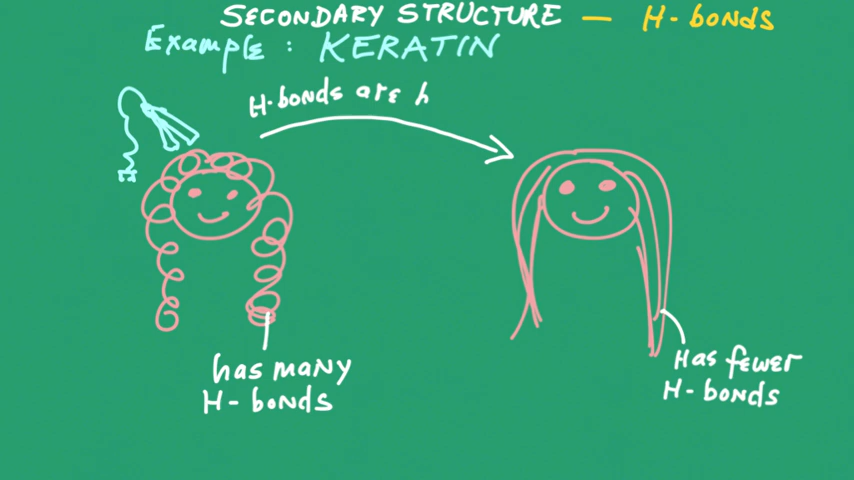 SECONDARY STRUCTURE — H-bonds
Example : KERATIN
H-bonds are h
has many
H-bonds
Has fewer
H-bonds